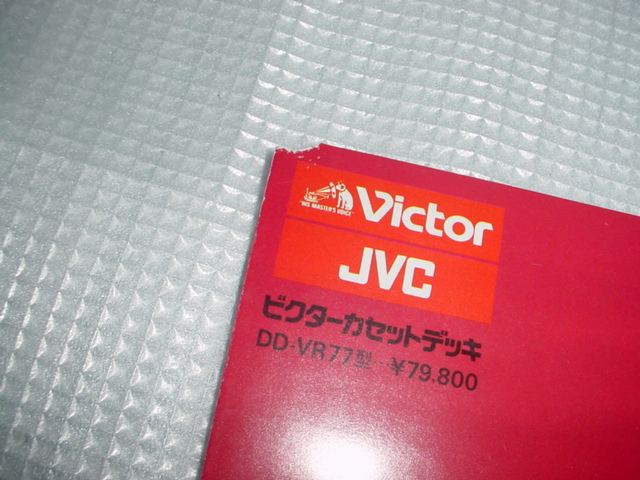 "HIS MASTER'S VOICE"
Victor
JVC
ビクターカセットデッキ
DD-VR77型…¥79.800